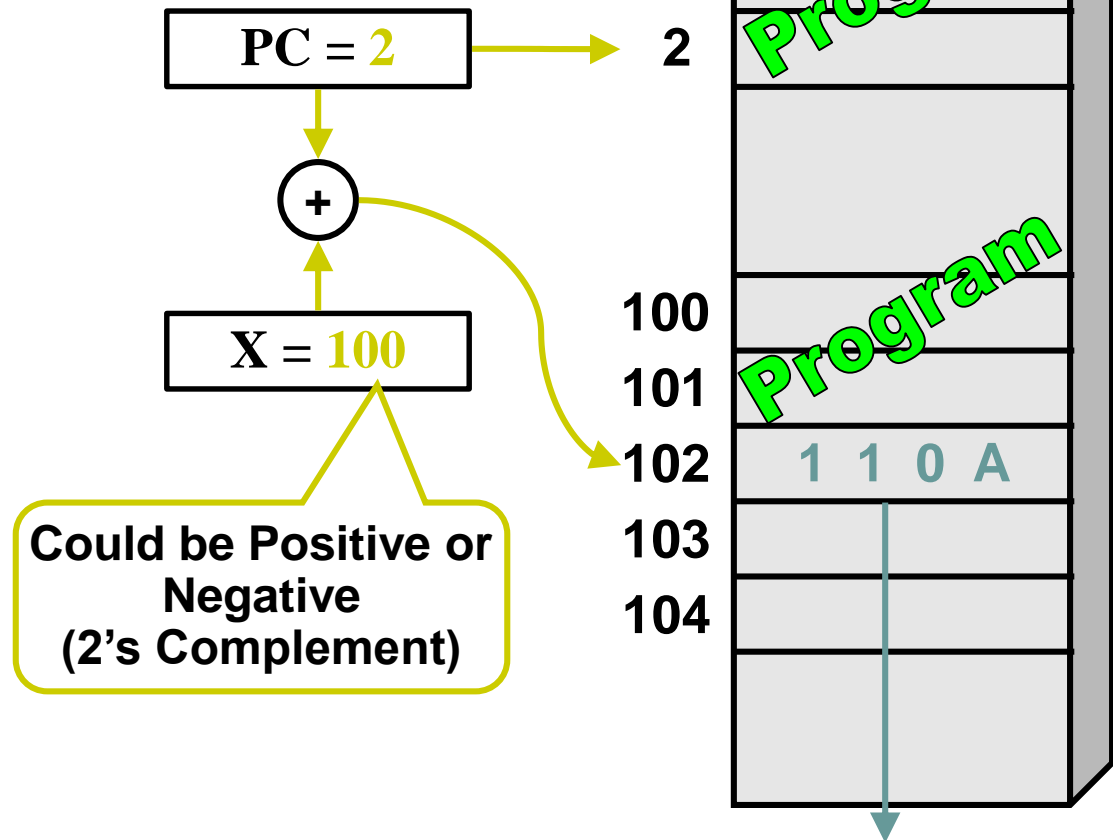 PC = 2
2
+
X = 100
Could be Positive or
Negative
(2’s Complement)
100
101
102
103
104
Program
1 1 0 A